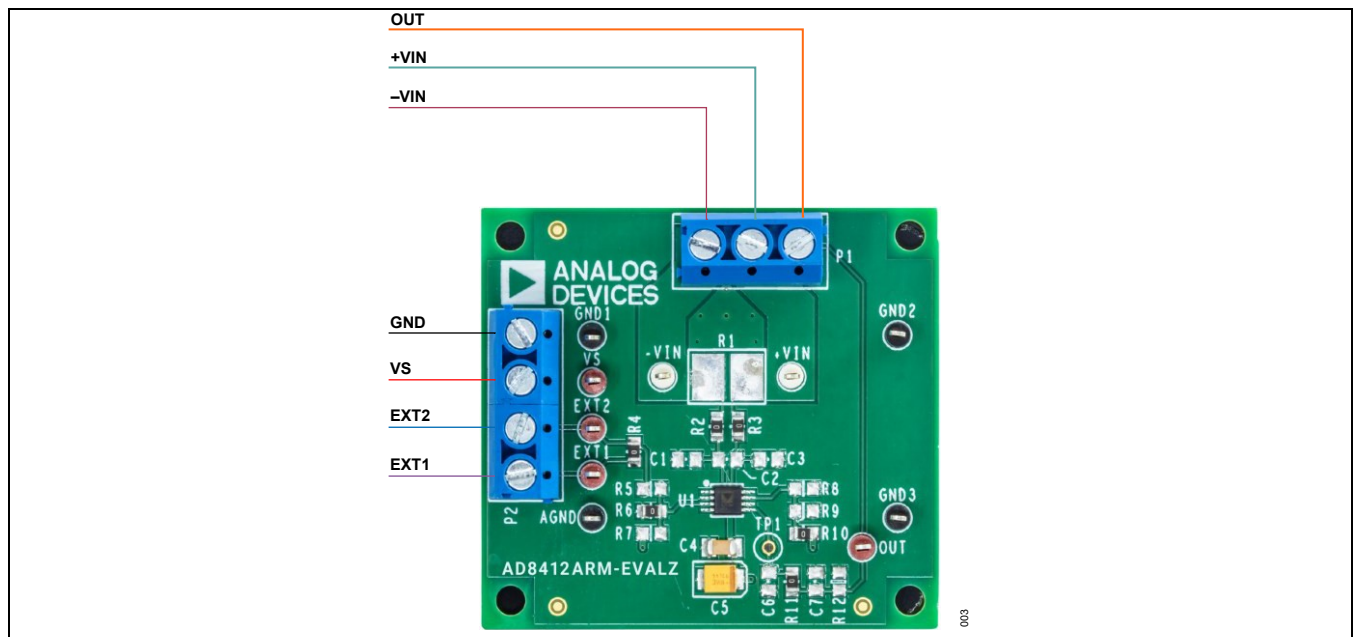 OUT
+VIN
–VIN
P1
ANALOG
DEVICES
GND1
GND2
GND
R1
-VIN
+VIN
VS
VS
EXT2
EXT2
R4
R2
R3
EXT1
EXT1
C1
C3
C2
R5
U1
R8
P2
AGND
R6
R9
GND3
R7
TP1
R10
C4
OUT
AD8412ARM-EVALZ
C5
C6
R11
C7
R12
003